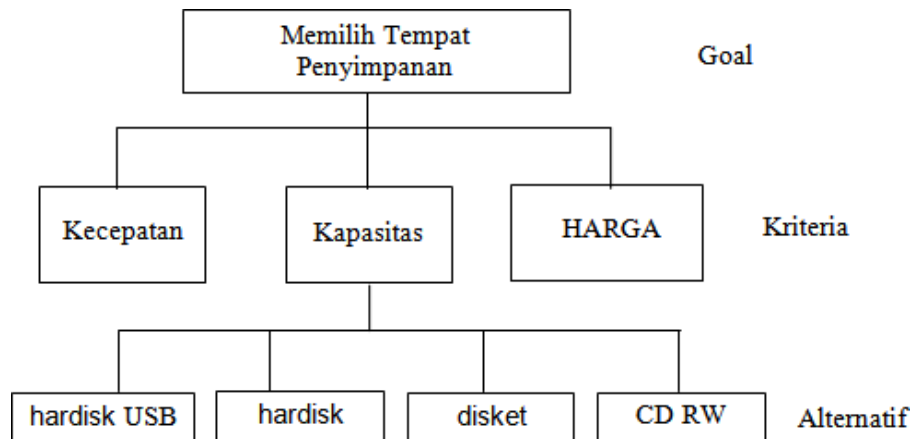 Memilih Tempat
Penyimpanan
Goal
Kecepatan
Kapasitas
HARGA
Kriteria
hardisk USB
hardisk
disket
CD RW
Alternatif